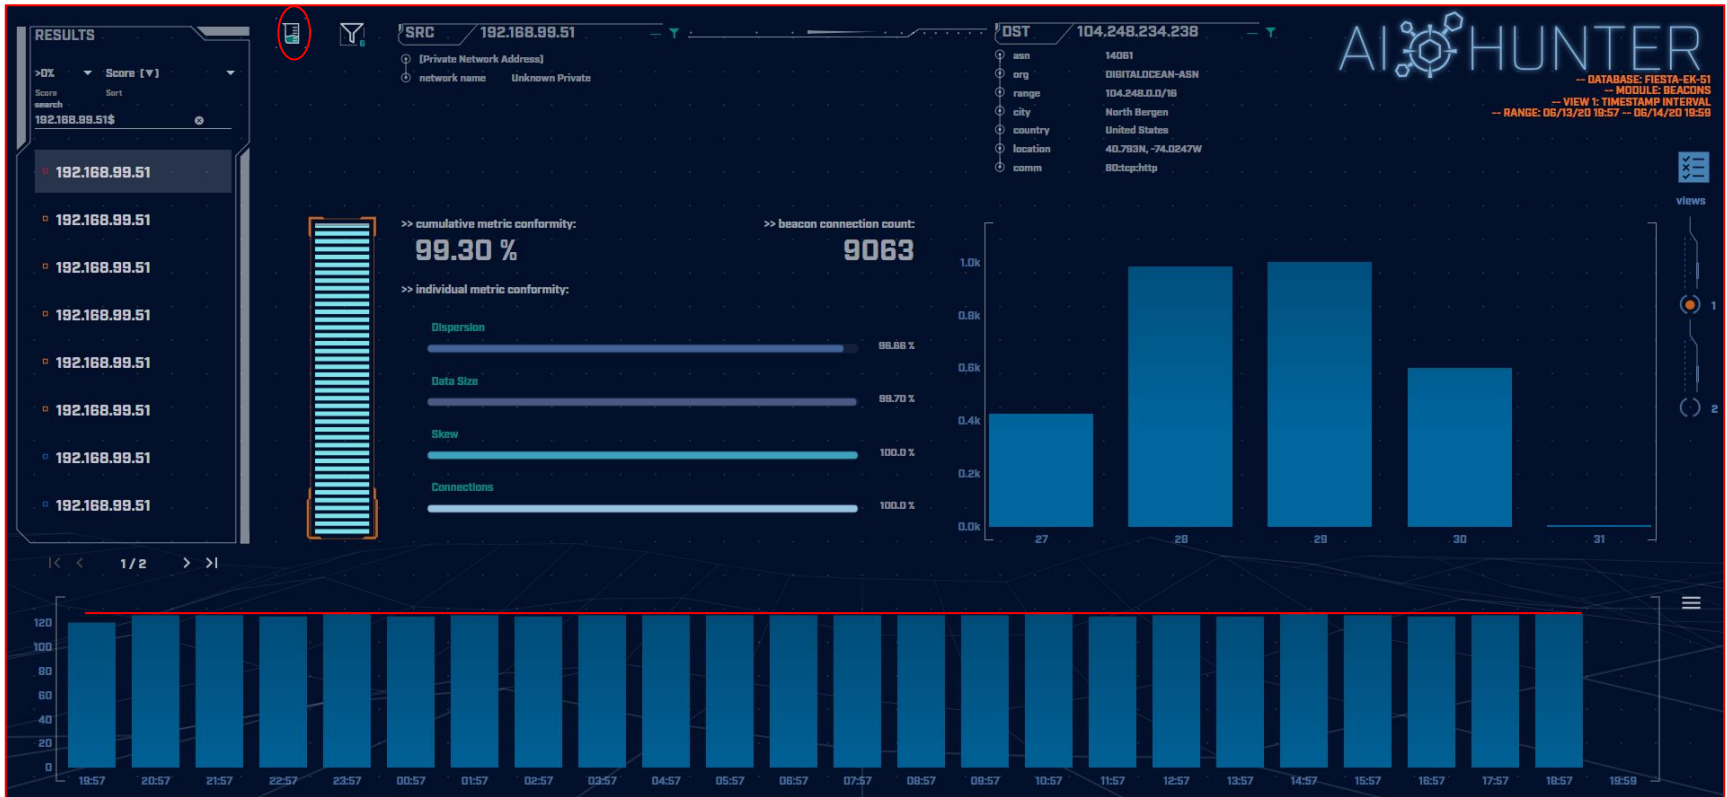 RESULTS
>0% Score [▼]
Score Sort
search
192.168.99.51$
192.168.99.51
192.168.99.51
192.168.99.51
192.168.99.51
192.168.99.51
192.168.99.51
192.168.99.51
192.168.99.51
1 / 2
6
SRC 192.168.99.51
[Private Network Address]
network name Unknown Private
DST 104.248.234.238
asn 14061
org DIGITALOCEAN-ASN
range 104.248.0.0/16
city North Bergen
country United States
location 40.793N, -74.0247W
comm 80:tcp:http
AI HUNTER
-- DATABASE: FIESTA-EK-51
-- MODULE: BEACONS
-- VIEW 1: TIMESTAMP INTERVAL
-- RANGE: 06/13/20 19:57 -- 06/14/20 19:59
views
1
2
>> cumulative metric conformity:
99.30 %
>> beacon connection count:
9063
>> individual metric conformity:
Dispersion
96.66 %
Data Size
99.70 %
Skew
100.0 %
Connections
100.0 %
1.0k
0.8k
0.6k
0.4k
0.2k
0.0k
27 28 29 30 31
120
100
80
60
40
20
0
19:57 20:57 21:57 22:57 23:57 00:57 01:57 02:57 03:57 04:57 05:57 06:57 07:57 08:57 09:57 10:57 11:57 12:57 13:57 14:57 15:57 16:57 17:57 18:57 19:59